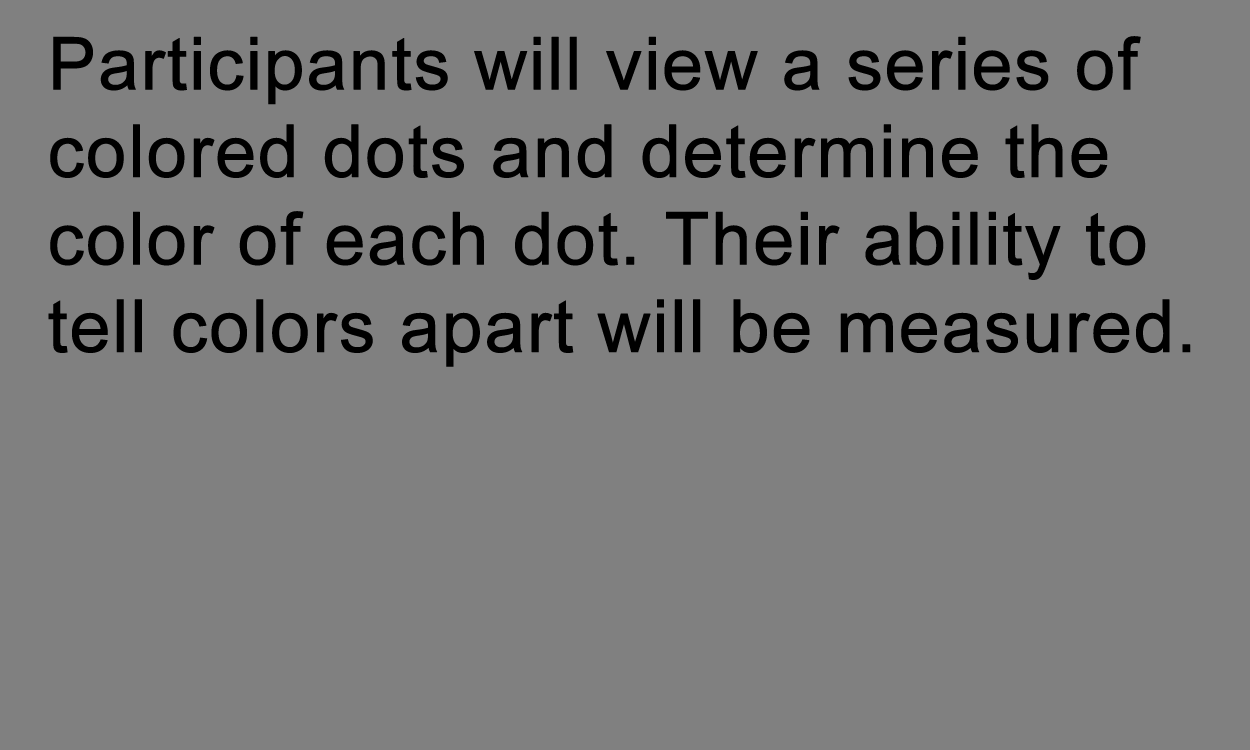 Participants will view a series of
colored dots and determine the
color of each dot. Their ability to
tell colors apart will be measured.